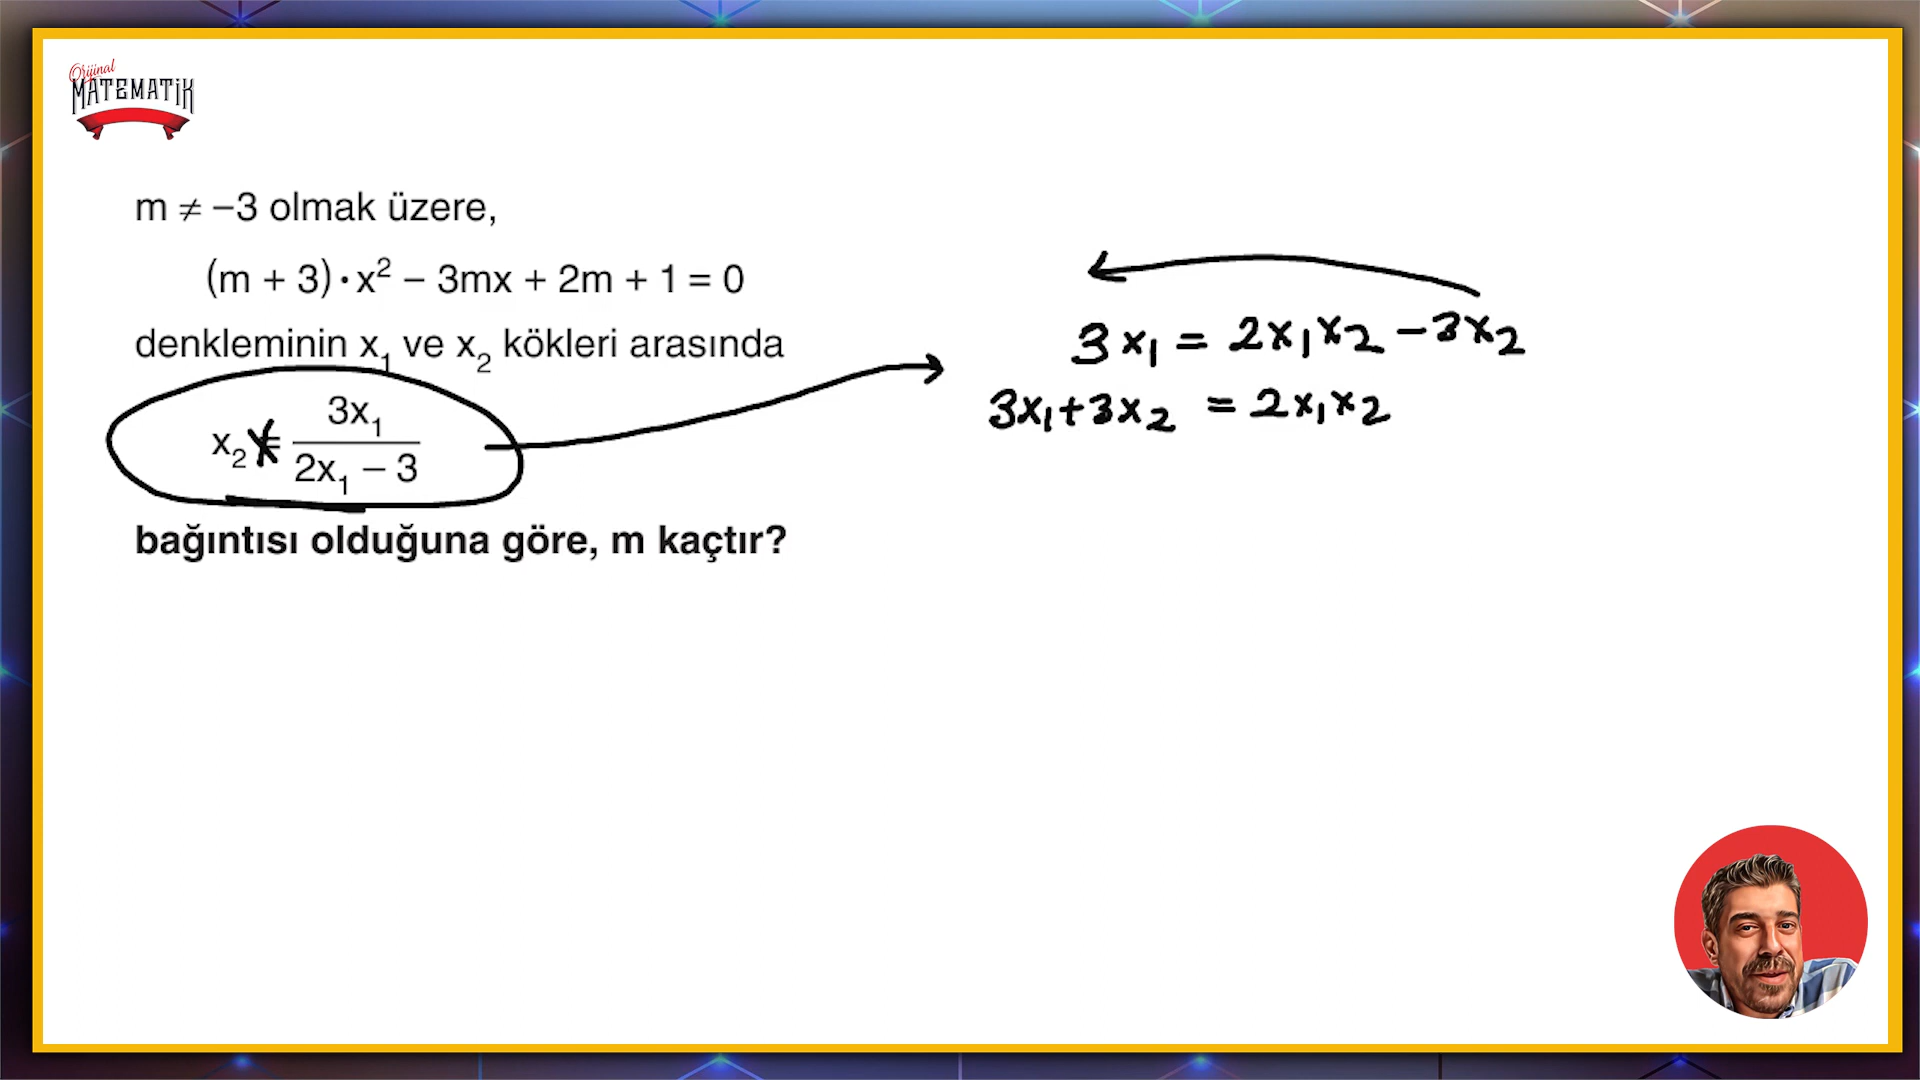 Orijinal
MATEMATİK
m ≠ −3 olmak üzere,
(m + 3)·x² − 3mx + 2m + 1 = 0
denkleminin x₁ ve x₂ kökleri arasında
x₂ = 3x₁ / 2x₁ − 3
bağıntısı olduğuna göre, m kaçtır?
3x₁ = 2x₁x₂ − 3x₂
3x₁ + 3x₂ = 2x₁x₂